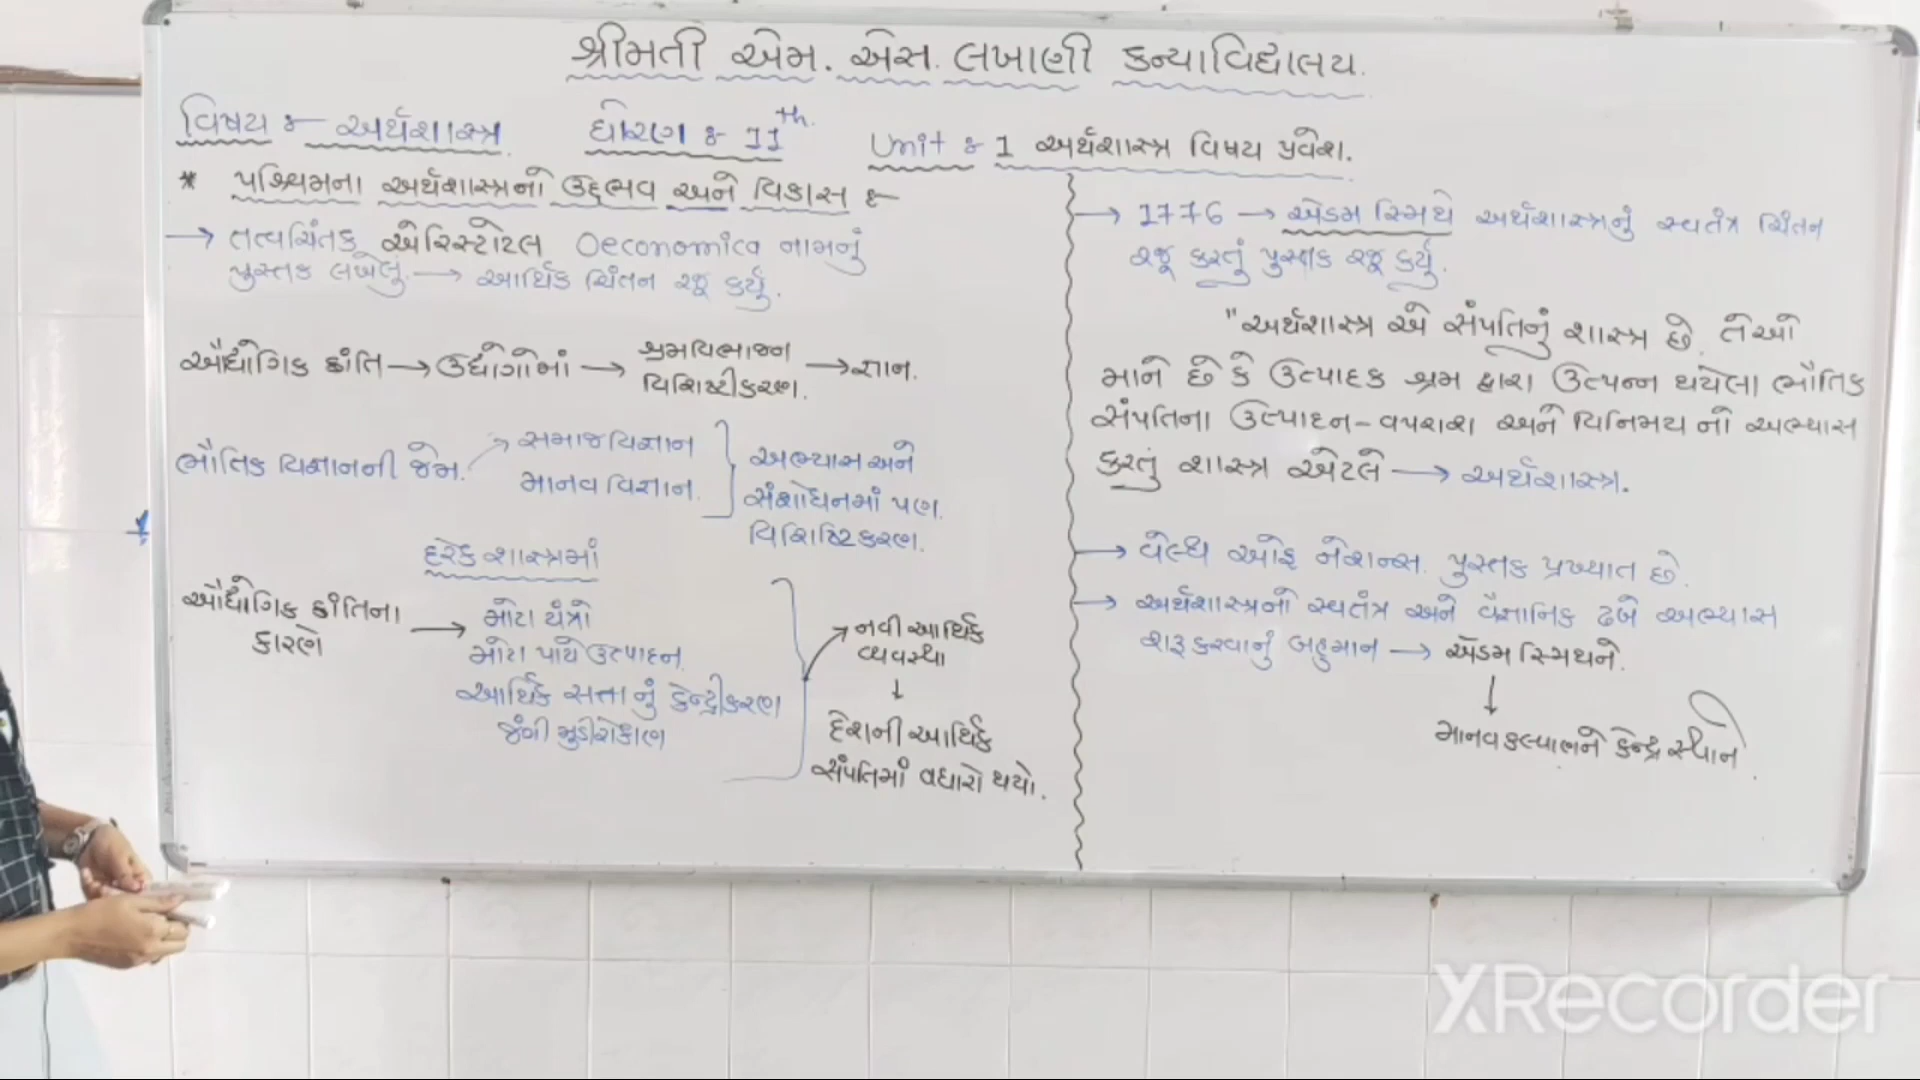 શ્રીમતી એમ. એસ. લખાણી કન્યાવિદ્યાલય.
વિષય :- અર્થશાસ્ત્ર ધોરણ : 11th. Unit : 1 અર્થશાસ્ત્ર વિષય પ્રવેશ.
* પશ્ચિમના અર્થશાસ્ત્રનો ઉદ્દભવ અને વિકાસ :-
→ તત્વચિંતક એરિસ્ટોટલ Oeconomica નામનું
પુસ્તક લખેલું. → આર્થિક ચિંતન રજૂ કર્યુ.
ઔદ્યોગિક ક્રાંતિ → ઉદ્યોગોમાં → શ્રમવિભાજન
વિશિષ્ટીકરણ. → જ્ઞાન.
ભૌતિક વિજ્ઞાનની જેમ. → સમાજવિજ્ઞાન
માનવ વિજ્ઞાન.
અભ્યાસ અને
સંશોધનમાં પણ
વિશિષ્ટિકરણ.
દરેક શાસ્ત્રમાં
ઔદ્યોગિક ક્રાંતિના
કારણે →
મોટા યંત્રો
મોટા પાયે ઉત્પાદન.
આર્થિક સત્તાનું કેન્દ્રીકરણ
જંગી મુડીરોકાણ
→ નવી આર્થિક
વ્યવસ્થા
↓
દેશની આર્થિક
સંપતિમાં વધારો થયો.
→ 1776 → એડમ સ્મિથે અર્થશાસ્ત્રનું સ્વતંત્ર ચિંતન
રજૂ કરતું પુસ્તક રજૂ કર્યુ.
"અર્થશાસ્ત્ર એ સંપતિનું શાસ્ત્ર છે. તેઓ
માને છે કે ઉત્પાદક શ્રમ દ્વારા ઉત્પન્ન થયેલા ભૌતિક
સંપતિના ઉત્પાદન - વપરાશ અને વિનિમય નો અભ્યાસ
કરતું શાસ્ત્ર એટલે → અર્થશાસ્ત્ર.
→ વેલ્થ ઓફ નેશન્સ. પુસ્તક પ્રખ્યાત છે.
→ અર્થશાસ્ત્રનો સ્વતંત્ર અને વૈજ્ઞાનિક ઢબે અભ્યાસ
શરૂ કરવાનું બહુમાન → એડમ સ્મિથને.
↓
માનવકલ્યાણને કેન્દ્ર સ્થાન.
XRecorder